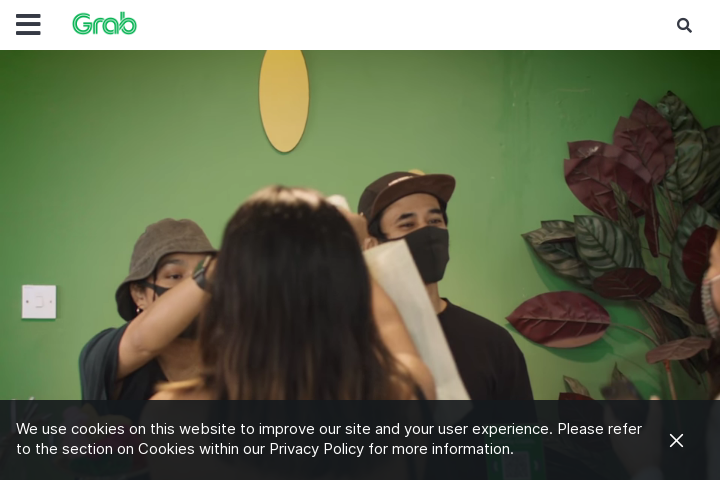 Grab
We use cookies on this website to improve our site and your user experience. Please refer
to the section on Cookies within our Privacy Policy for more information.